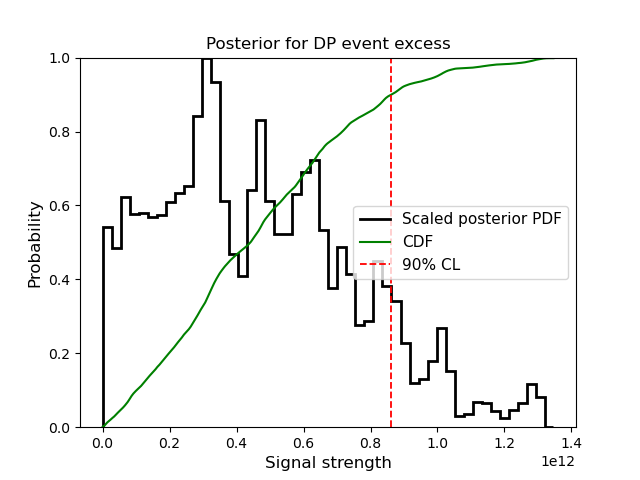 Posterior for DP event excess
1.0
0.8
0.6
0.4
0.2
0.0
Probability
Scaled posterior PDF
CDF
90% CL
0.0 0.2 0.4 0.6 0.8 1.0 1.2 1.4
1e12
Signal strength